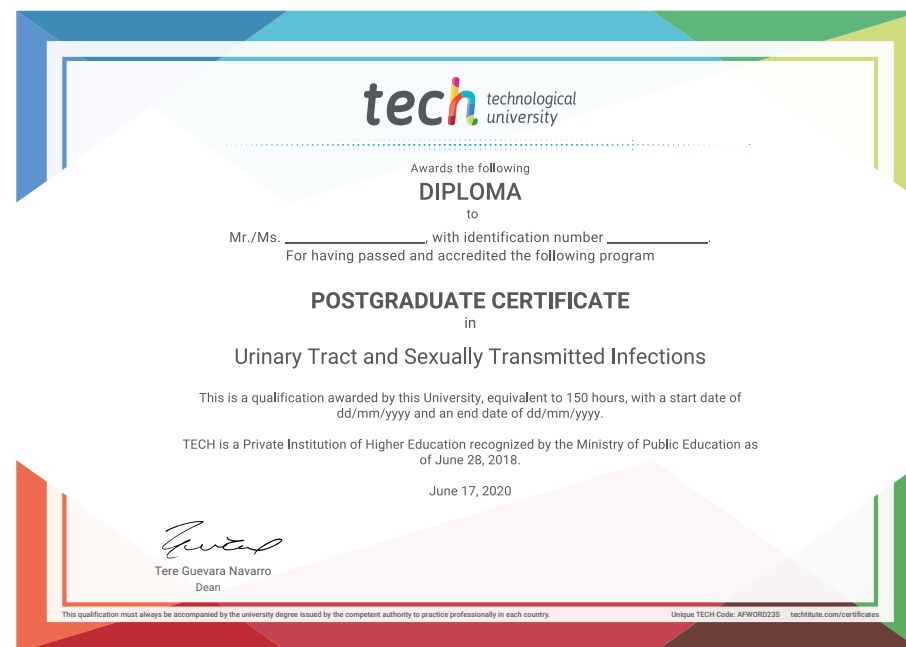 tech technological
university
Awards the following
DIPLOMA
to
Mr./Ms. ____________________, with identification number ______________.
For having passed and accredited the following program
POSTGRADUATE CERTIFICATE
in
Urinary Tract and Sexually Transmitted Infections
This is a qualification awarded by this University, equivalent to 150 hours, with a start date of
dd/mm/yyyy and an end date of dd/mm/yyyy.
TECH is a Private Institution of Higher Education recognized by the Ministry of Public Education as
of June 28, 2018.
June 17, 2020
Tere Guevara Navarro
Dean
This qualification must always be accompanied by the university degree issued by the competent authority to practice professionally in each country. Unique TECH Code: AFWORD23S techtitute.com/certificates